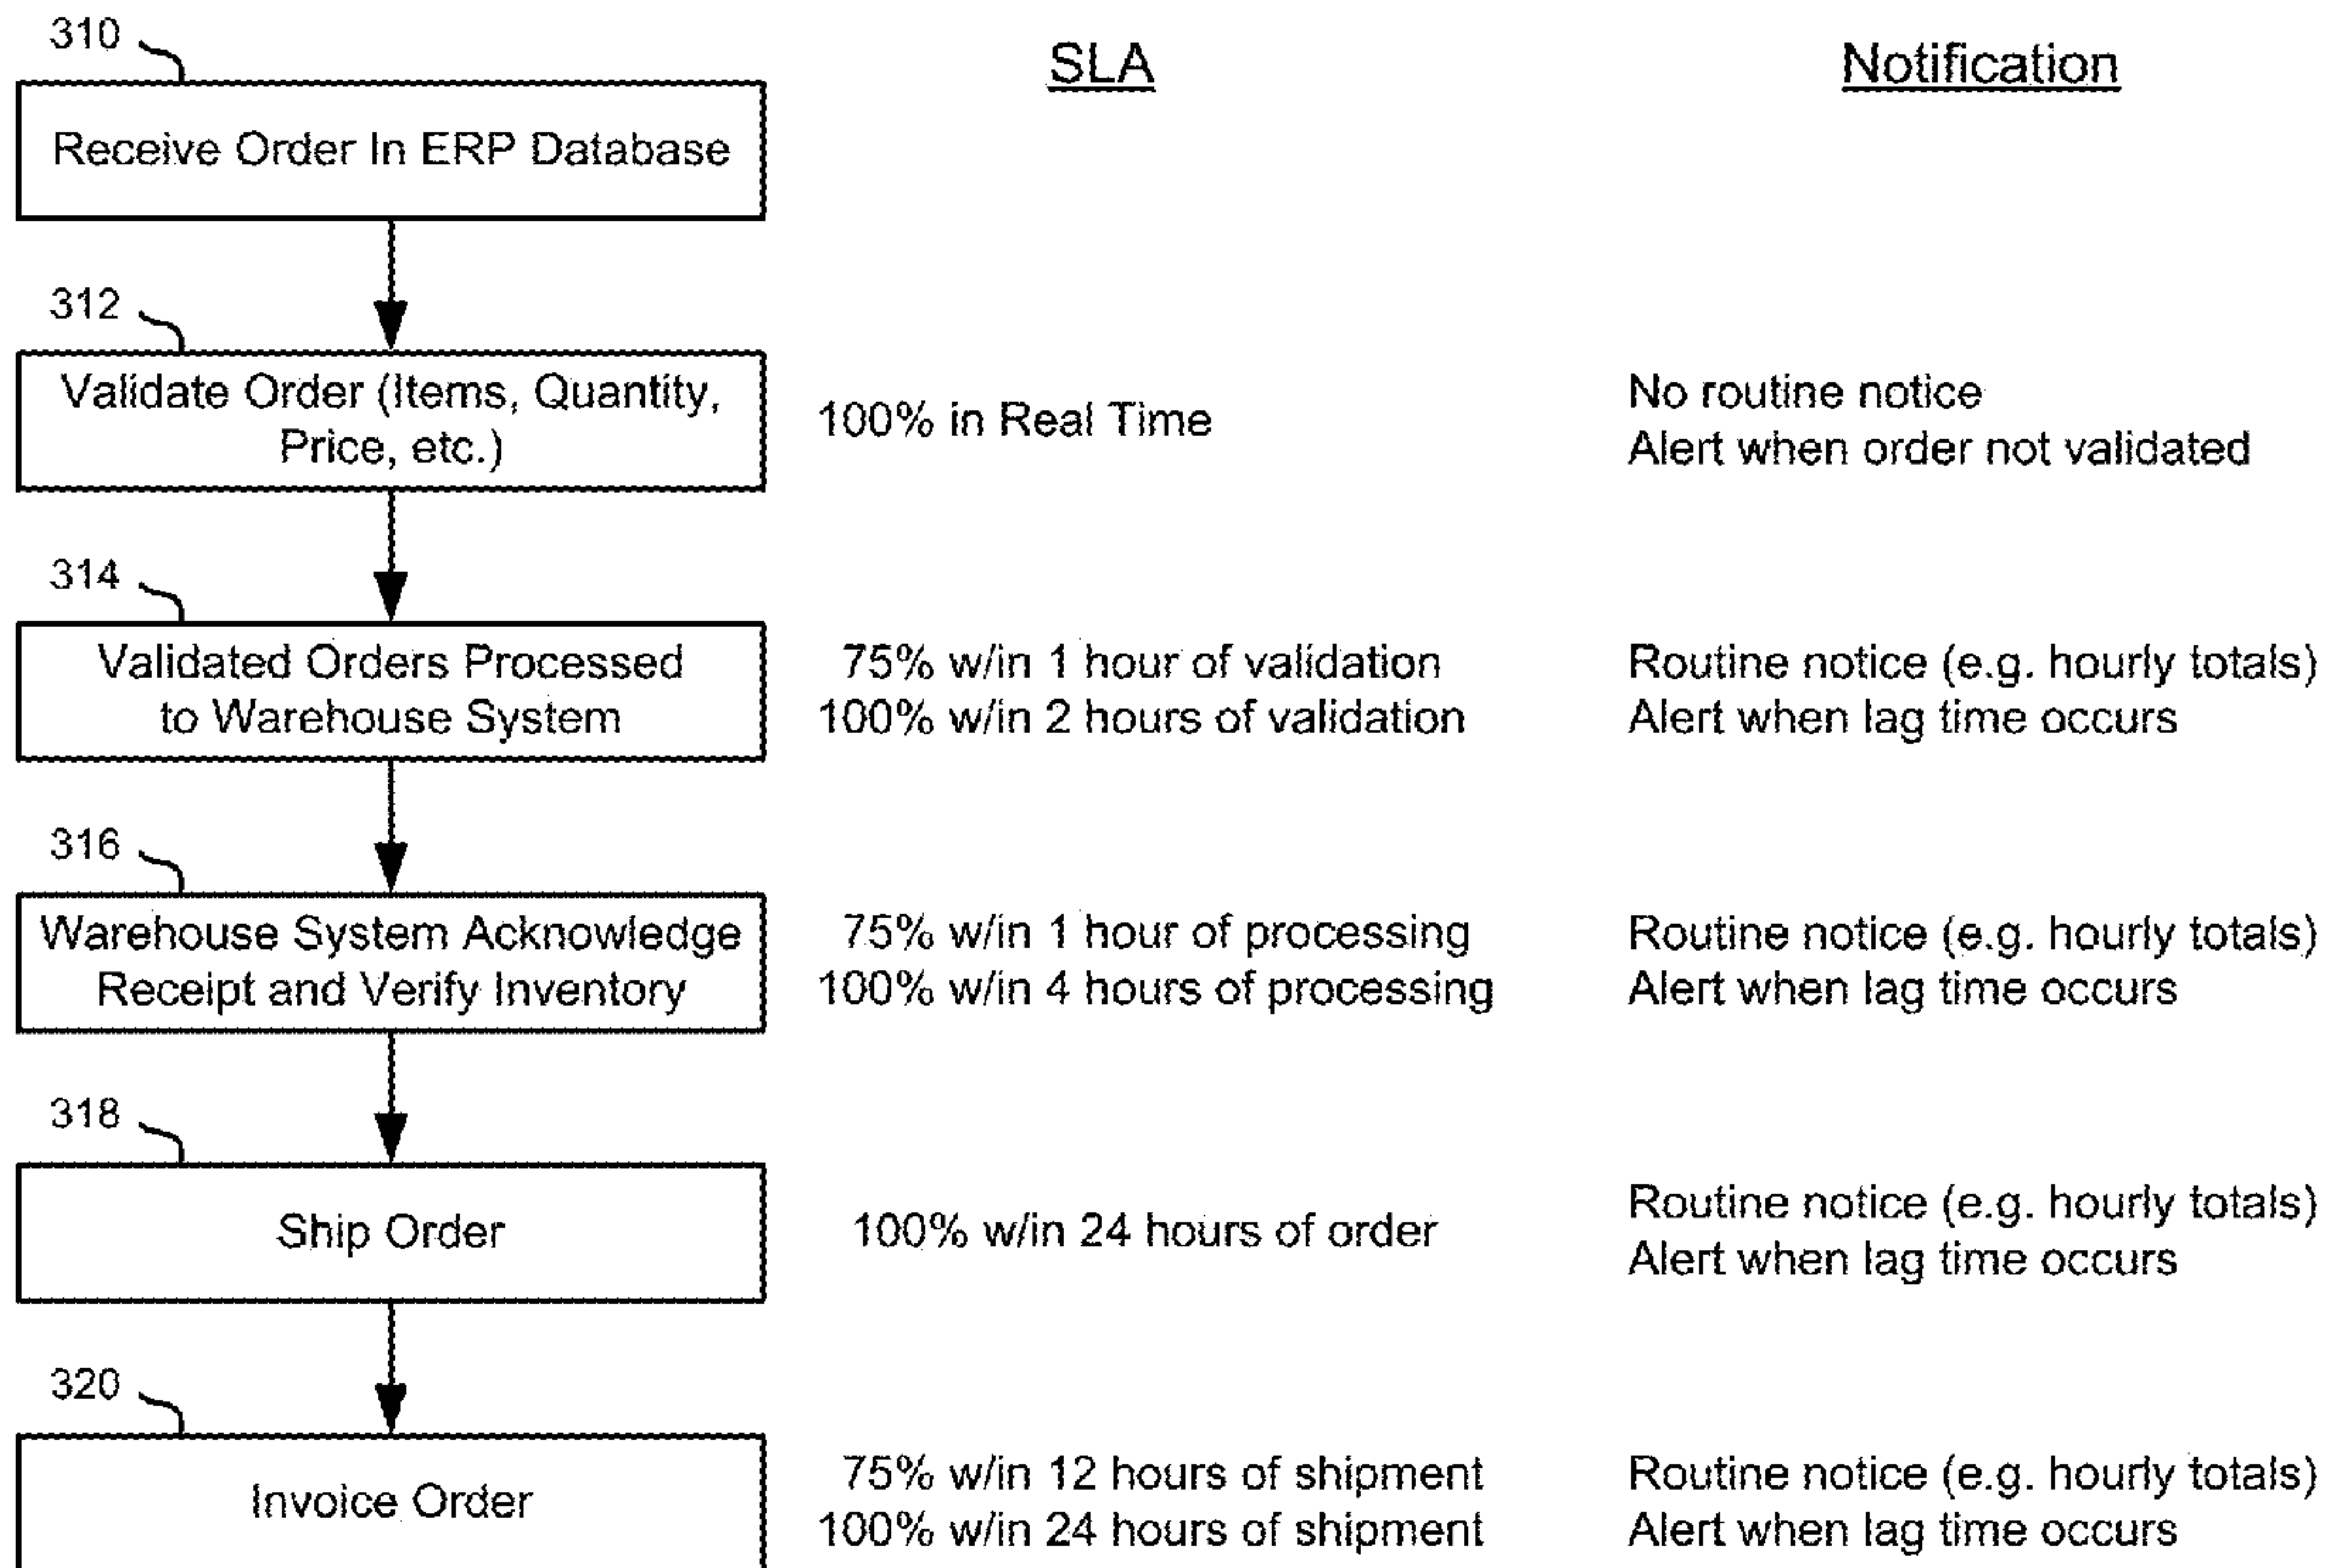 310
SLA
Notification
Receive Order In ERP Database
312
Validate Order (Items, Quantity,
Price, etc.)
100% in Real Time
No routine notice
Alert when order not validated
314
Validated Orders Processed
to Warehouse System
75% w/in 1 hour of validation
100% w/in 2 hours of validation
Routine notice (e.g. hourly totals)
Alert when lag time occurs
316
Warehouse System Acknowledge
Receipt and Verify Inventory
75% w/in 1 hour of processing
100% w/in 4 hours of processing
Routine notice (e.g. hourly totals)
Alert when lag time occurs
318
Ship Order
100% w/in 24 hours of order
Routine notice (e.g. hourly totals)
Alert when lag time occurs
320
Invoice Order
75% w/in 12 hours of shipment
100% w/in 24 hours of shipment
Routine notice (e.g. hourly totals)
Alert when lag time occurs